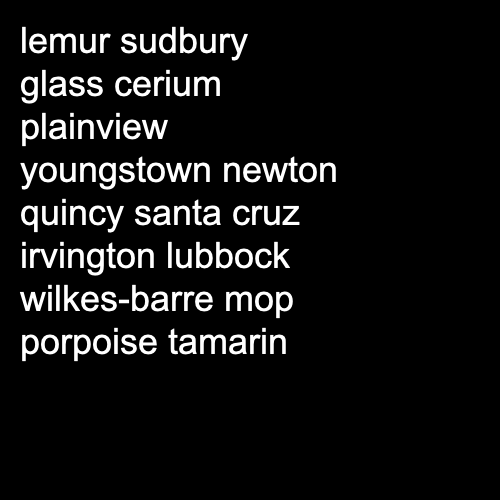 lemur sudbury
glass cerium
plainview
youngstown newton
quincy santa cruz
irvington lubbock
wilkes-barre mop
porpoise tamarin